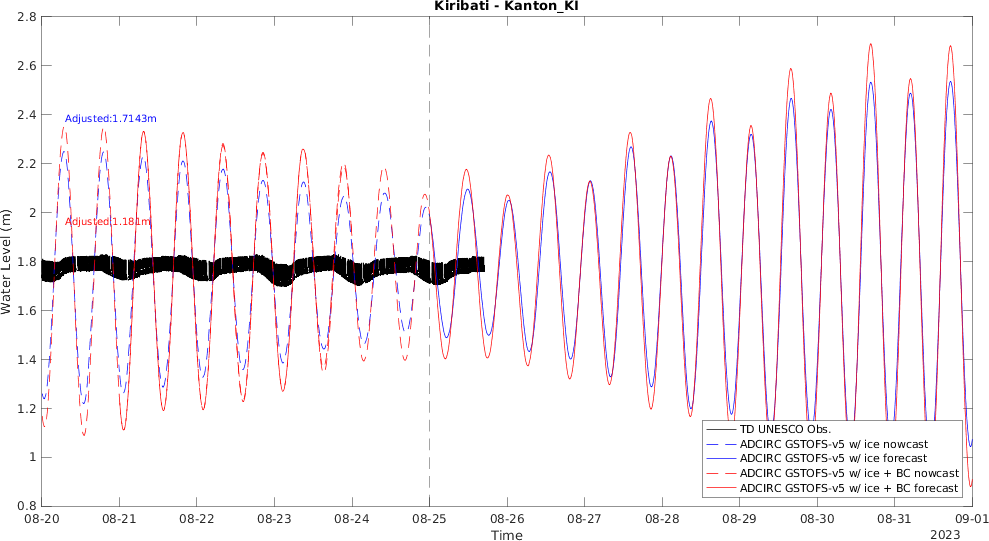 Kiribati - Kanton_KI
2.8
2.6
2.4
2.2
2
1.8
1.6
1.4
1.2
1
0.8
Water Level (m)
Adjusted:1.7143m
Adjusted:1.181m
TD UNESCO Obs.
ADCIRC GSTOFS-v5 w/ ice nowcast
ADCIRC GSTOFS-v5 w/ ice forecast
ADCIRC GSTOFS-v5 w/ ice + BC nowcast
ADCIRC GSTOFS-v5 w/ ice + BC forecast
08-20 08-21 08-22 08-23 08-24 08-25 08-26 08-27 08-28 08-29 08-30 08-31 09-01
Time
2023